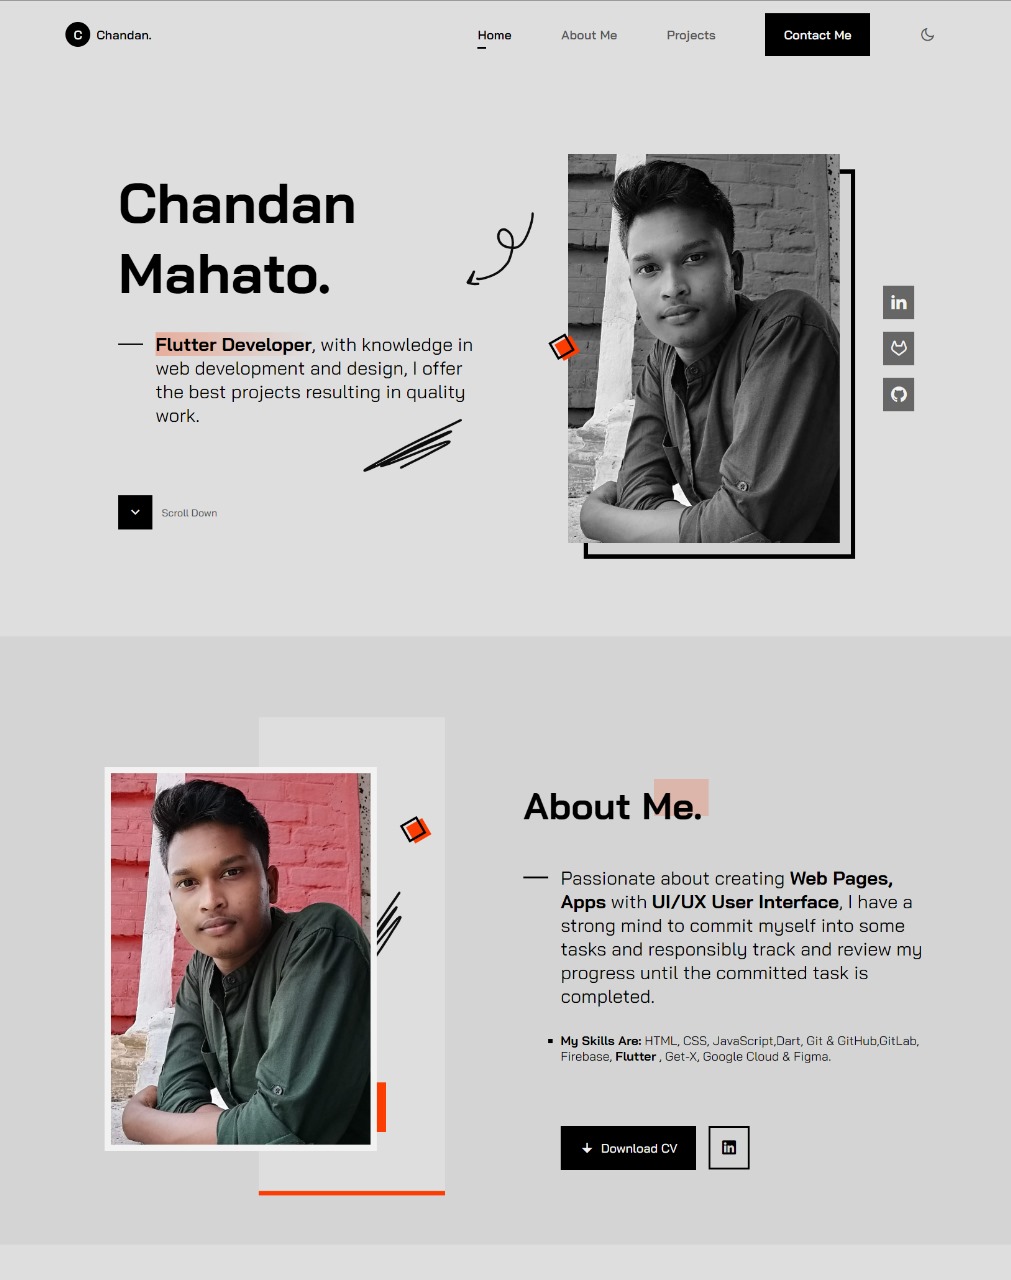 C Chandan.
Home About Me Projects Contact Me
Chandan
Mahato.
Flutter Developer, with knowledge in
web development and design, I offer
the best projects resulting in quality
work.
Scroll Down
in
About Me.
Passionate about creating Web Pages,
Apps with UI/UX User Interface, I have a
strong mind to commit myself into some
tasks and responsibly track and review my
progress until the committed task is
completed.
My Skills Are: HTML, CSS, JavaScript,Dart, Git & GitHub,GitLab,
Firebase, Flutter , Get-X, Google Cloud & Figma.
Download CV in